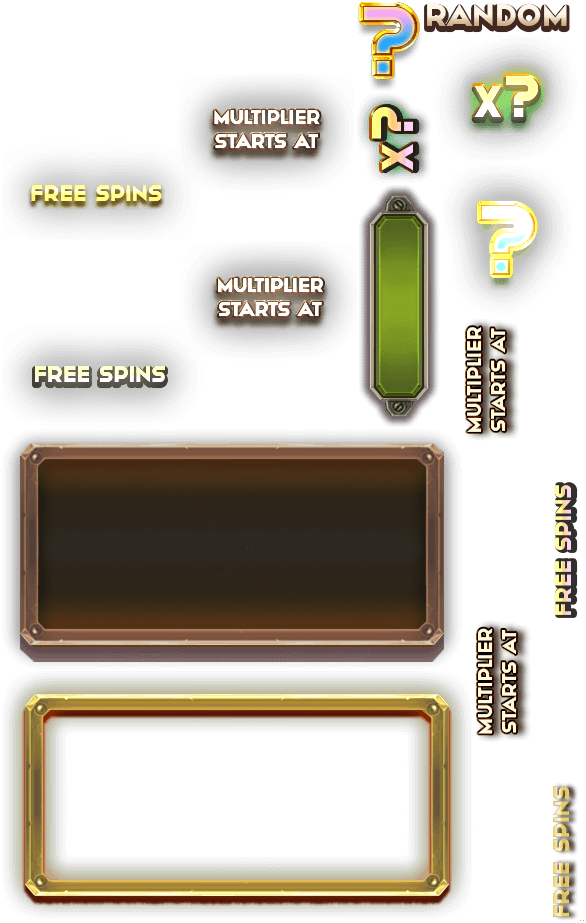 ?
RANDOM
X?
X?
MULTIPLIER
STARTS AT
FREE SPINS
?
MULTIPLIER
STARTS AT
MULTIPLIER
STARTS AT
FREE SPINS
FREE SPINS
MULTIPLIER
STARTS AT
FREE SPINS